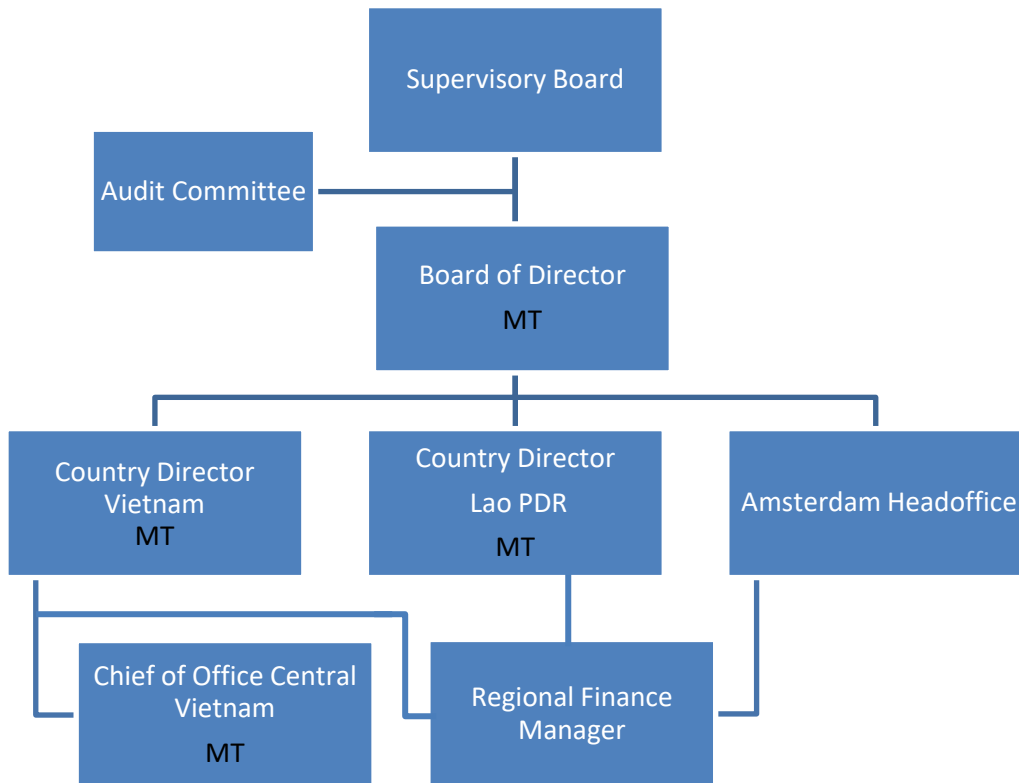 Supervisory Board
Audit Committee
Board of Director
MT
Country Director
Vietnam
MT
Country Director
Lao PDR
MT
Amsterdam Headoffice
Chief of Office Central
Vietnam
MT
Regional Finance
Manager